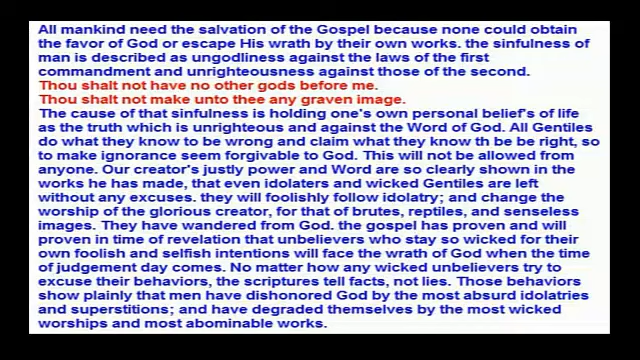 All mankind need the salvation of the Gospel because none could obtain
the favor of God or escape His wrath by their own works. the sinfulness of
man is described as ungodliness against the laws of the first
commandment and unrighteousness against those of the second.
Thou shalt not have no other gods before me.
Thou shalt not make unto thee any graven image.
The cause of that sinfulness is holding one's own personal belief's of life
as the truth which is unrighteous and against the Word of God. All Gentiles
do what they know to be wrong and claim what they know th be be right, so
to make ignorance seem forgivable to God. This will not be allowed from
anyone. Our creator's justly power and Word are so clearly shown in the
works he has made, that even idolaters and wicked Gentiles are left
without any excuses. they will foolishly follow idolatry; and change the
worship of the glorious creator, for that of brutes, reptiles, and senseless
images. They have wandered from God. the gospel has proven and will
proven in time of revelation that unbelievers who stay so wicked for their
own foolish and selfish intentions will face the wrath of God when the time
of judgement day comes. No matter how any wicked unbelievers try to
excuse their behaviors, the scriptures tell facts, not lies. Those behaviors
show plainly that men have dishonored God by the most absurd idolatries
and superstitions; and have degraded themselves by the most wicked
worships and most abominable works.